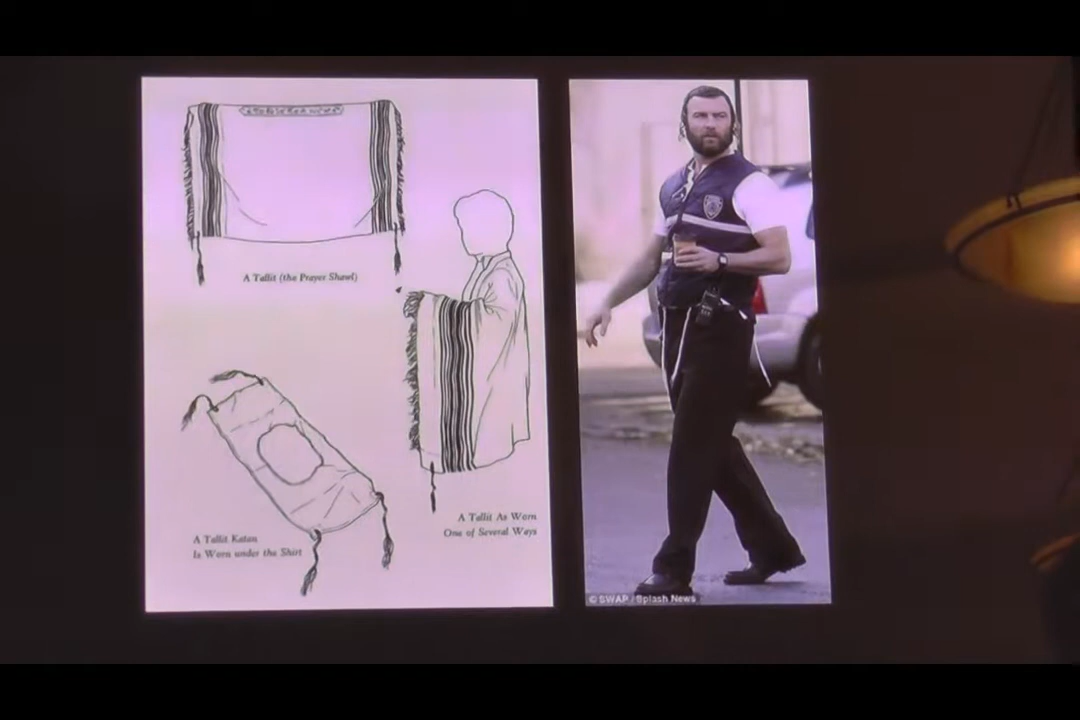 A Tallit (the Prayer Shawl)
A Tallit As Worn
One of Several Ways
A Tallit Katan
Is Worn under the Shirt
© SWAP / Splash News